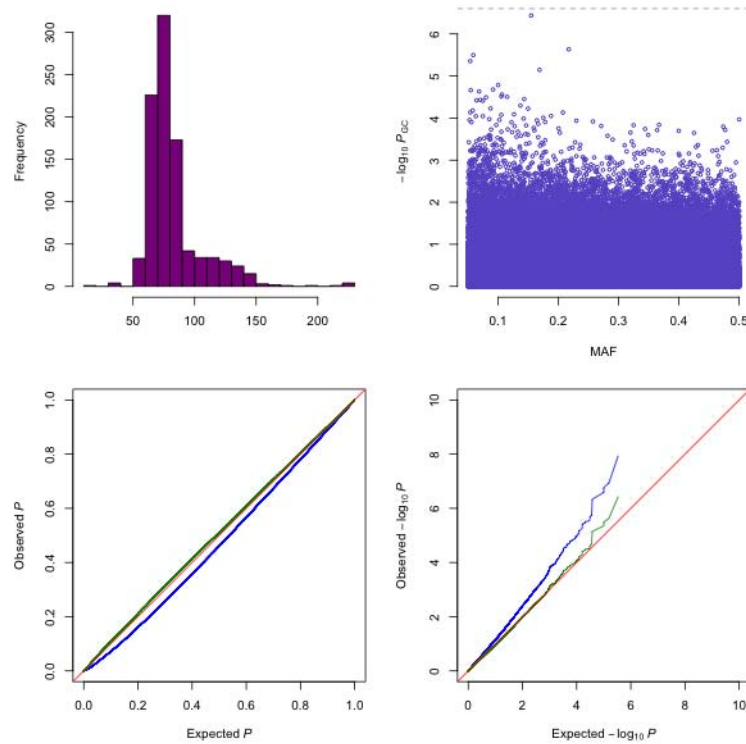 Frequency
0 50 100 150 200 250 300
50 100 150 200
− log₁₀ P_GC
0 1 2 3 4 5 6
0.1 0.2 0.3 0.4 0.5
MAF
Observed P
0.0 0.2 0.4 0.6 0.8 1.0
0.0 0.2 0.4 0.6 0.8 1.0
Expected P
Observed − log₁₀ P
0 2 4 6 8 10
0 2 4 6 8 10
Expected − log₁₀ P